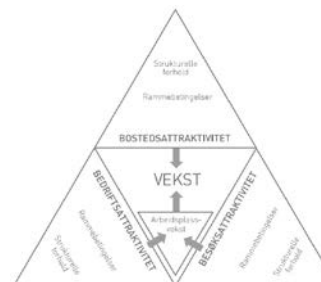 Strukturelle
forhold
Rammebetingelser
BOSTEDSATTRAKTIVITET
VEKST
Arbeidsplass-
vekst
BEDRIFTSATTRAKTIVITET
Rammebetingelser
Strukturelle
forhold
BESØKSATTRAKTIVITET
Rammebetingelser
Strukturelle
forhold